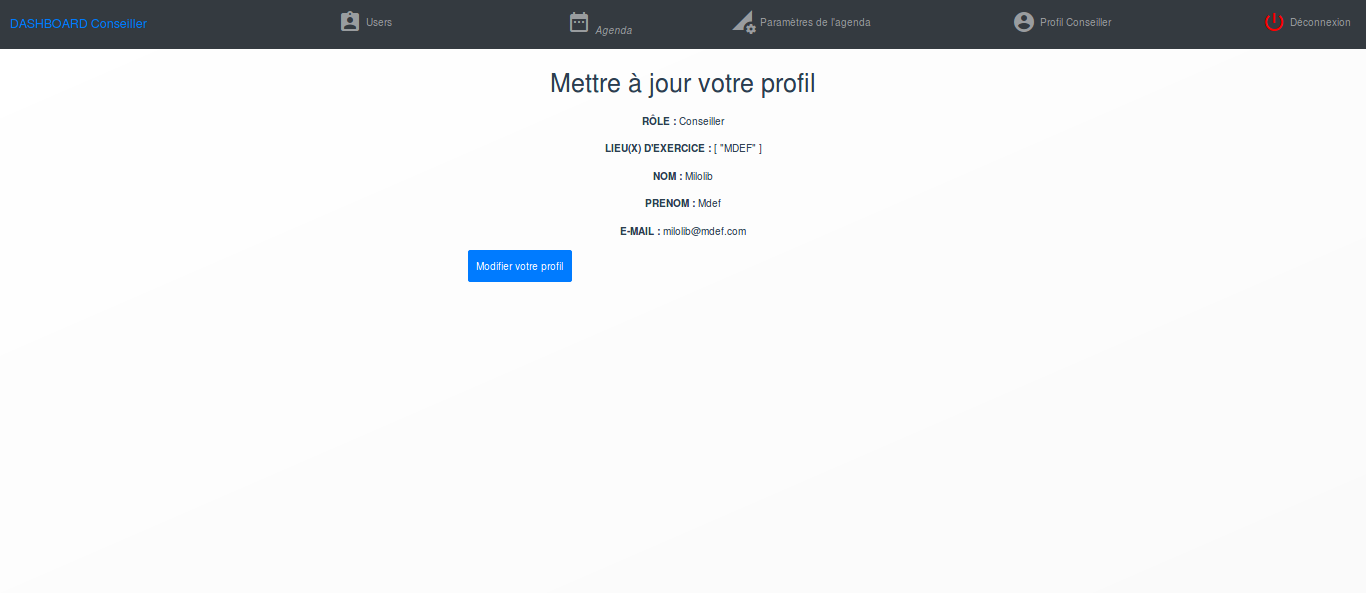 DASHBOARD Conseiller
Users
Agenda
Paramètres de l'agenda
Profil Conseiller
Déconnexion
Mettre à jour votre profil
RÔLE : Conseiller
LIEU(X) D'EXERCICE : [ "MDEF" ]
NOM : Milolib
PRENOM : Mdef
E-MAIL : milolib@mdef.com
Modifier votre profil